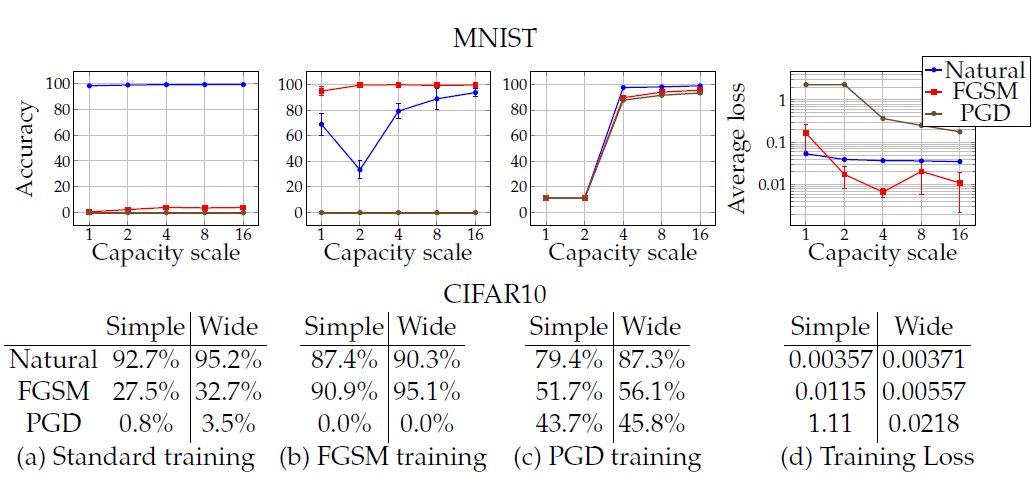 MNIST
Accuracy
100
80
60
40
20
0
1 2 4 8 16
Capacity scale
100
80
60
40
20
0
1 2 4 8 16
Capacity scale
100
80
60
40
20
0
1 2 4 8 16
Capacity scale
Average loss
1
0.1
0.01
1 2 4 8 16
Capacity scale
Natural
FGSM
PGD
CIFAR10
Simple Wide Simple Wide Simple Wide Simple Wide
Natural 92.7% 95.2% 87.4% 90.3% 79.4% 87.3% 0.00357 0.00371
FGSM 27.5% 32.7% 90.9% 95.1% 51.7% 56.1% 0.0115 0.00557
PGD 0.8% 3.5% 0.0% 0.0% 43.7% 45.8% 1.11 0.0218
(a) Standard training (b) FGSM training (c) PGD training (d) Training Loss